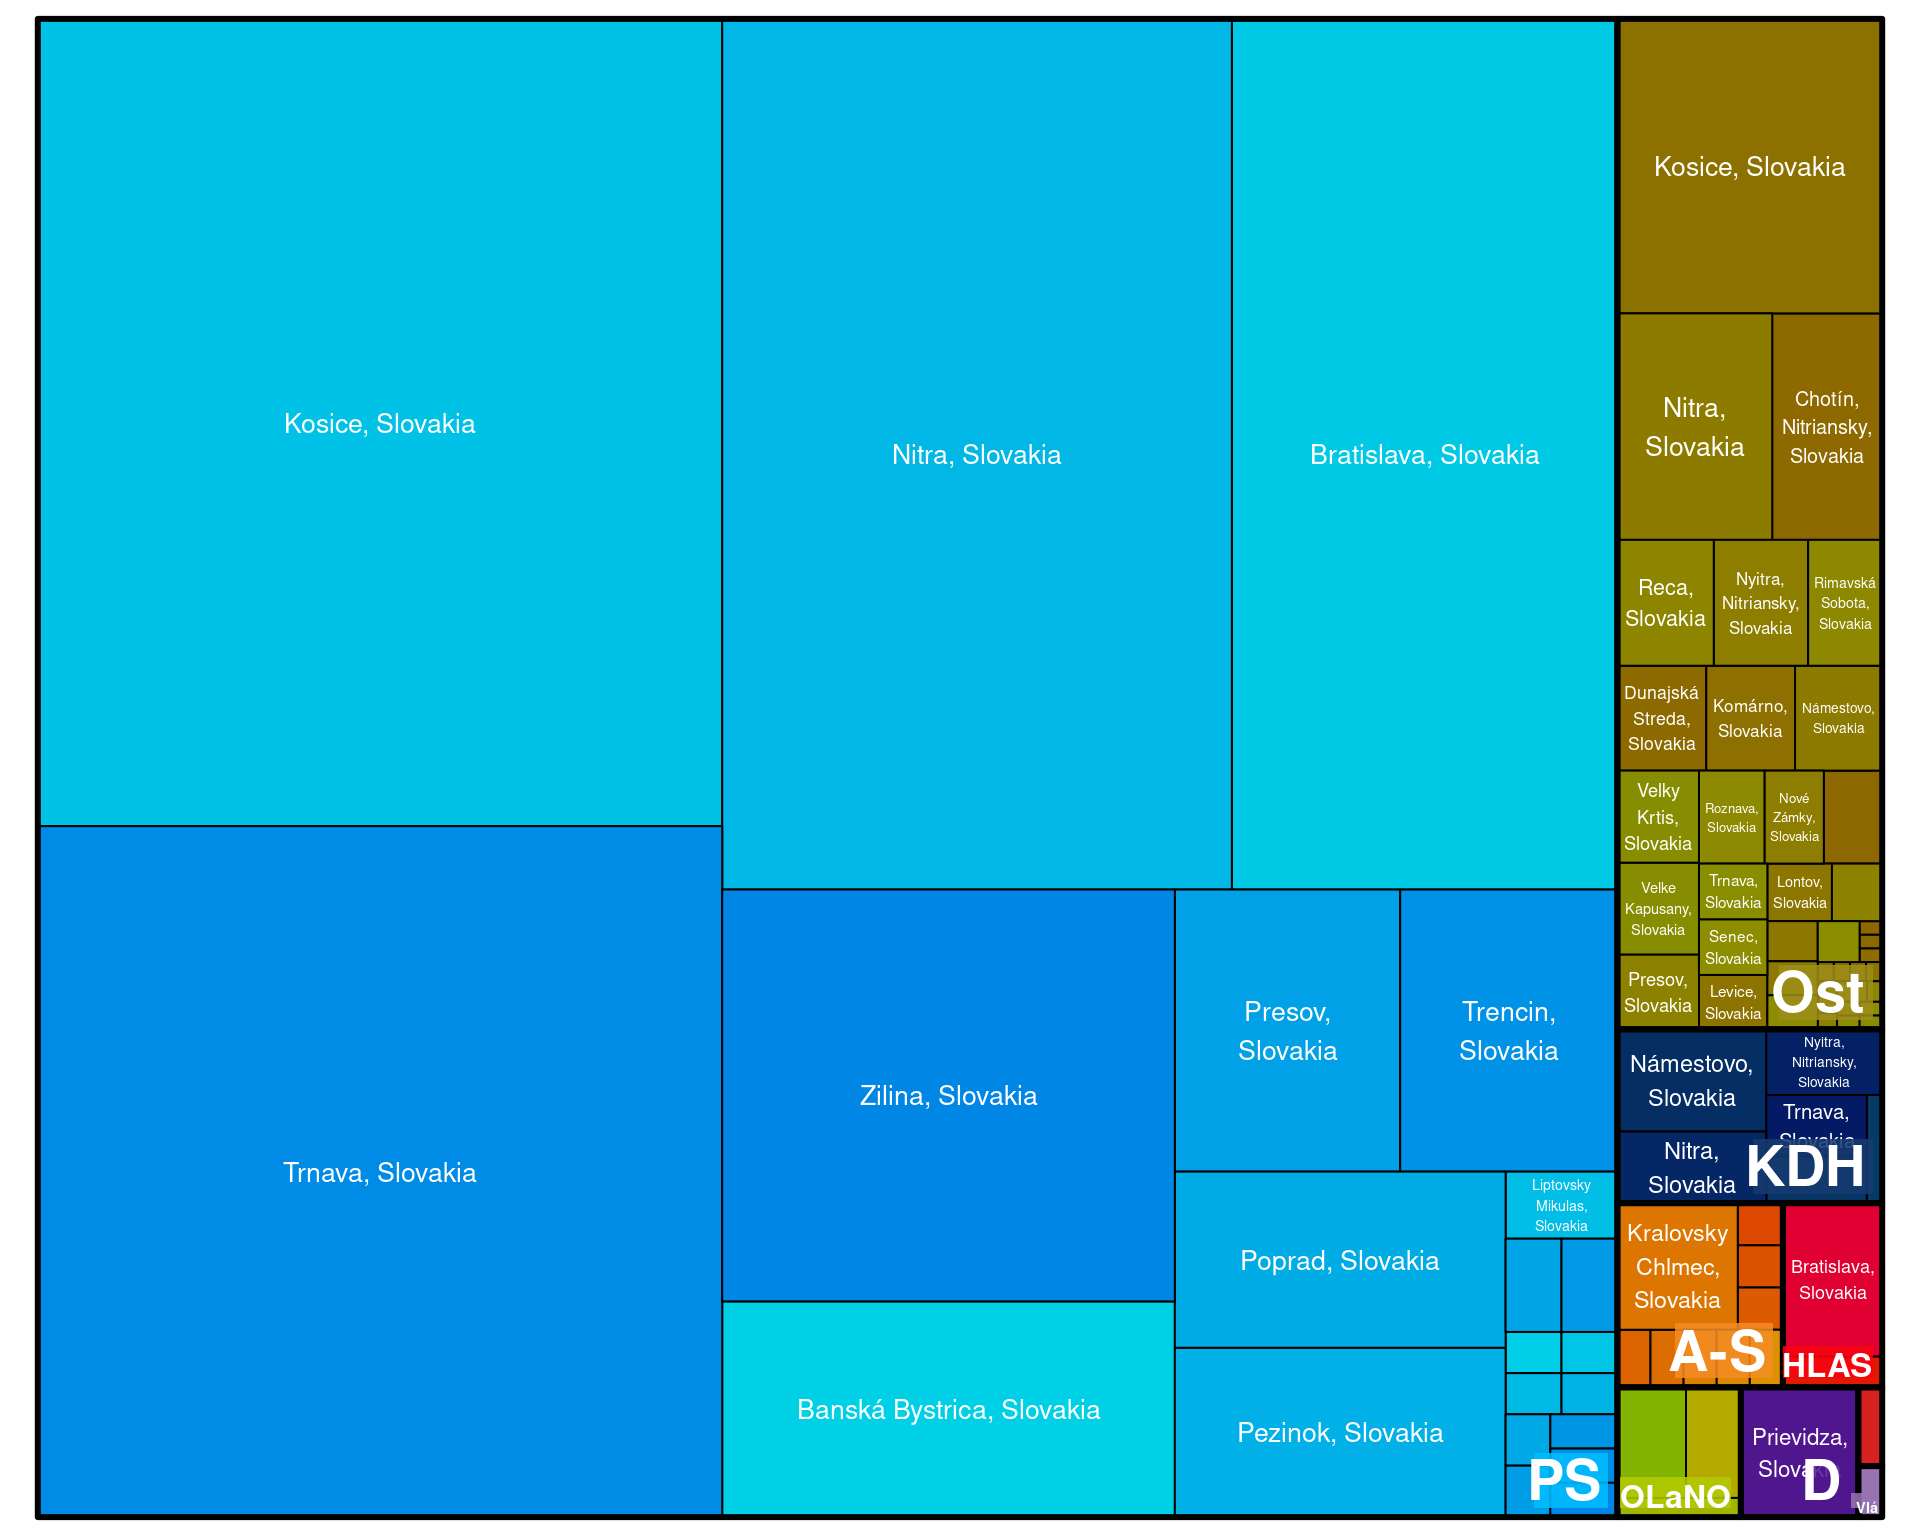 Kosice, Slovakia
Nitra, Slovakia
Bratislava, Slovakia
Trnava, Slovakia
Zilina, Slovakia
Presov,
Slovakia
Trencin,
Slovakia
Banská Bystrica, Slovakia
Poprad, Slovakia
Pezinok, Slovakia
Liptovsky
Mikulas,
Slovakia
PS
Kosice, Slovakia
Nitra,
Slovakia
Chotín,
Nitriansky,
Slovakia
Reca,
Slovakia
Nyitra,
Nitriansky,
Slovakia
Rimavská
Sobota,
Slovakia
Dunajská
Streda,
Slovakia
Komárno,
Slovakia
Námestovo,
Slovakia
Velky
Krtis,
Slovakia
Roznava,
Slovakia
Nové
Zámky,
Slovakia
Velke
Kapusany,
Slovakia
Trnava,
Slovakia
Lontov,
Slovakia
Senec,
Slovakia
Presov,
Slovakia
Levice,
Slovakia
Ost
Námestovo,
Slovakia
Nyitra,
Nitriansky,
Slovakia
Trnava,
Slovakia
Nitra,
Slovakia
KDH
Kralovsky
Chlmec,
Slovakia
A-S
Bratislava,
Slovakia
HLAS
OLaNO
Prievidza,
Slovakia
D
Vlá